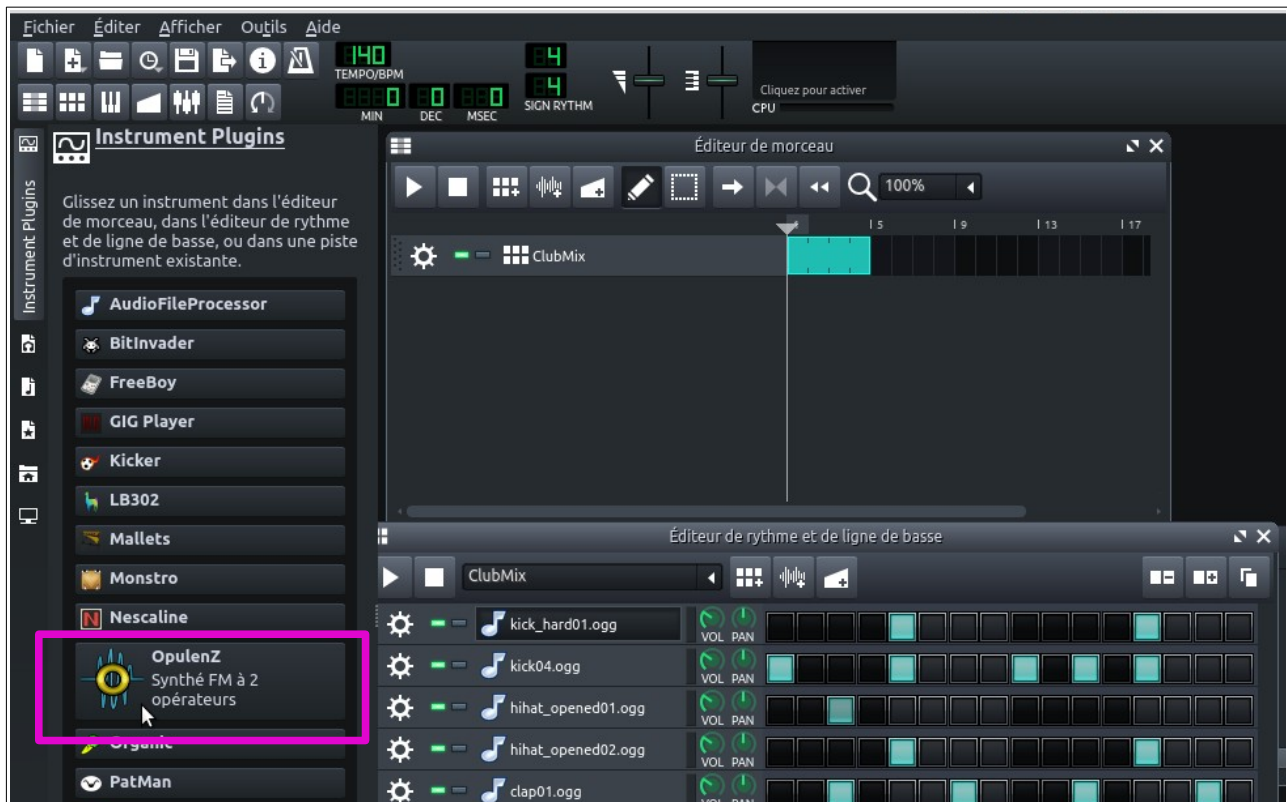 Fichier Éditer Afficher Outils Aide
140
TEMPO/BPM
4
4
SIGN RYTHM
0 0 0
MIN DEC MSEC
Cliquez pour activer
CPU
Instrument Plugins
Instrument Plugins
Glissez un instrument dans l'éditeur
de morceau, dans l'éditeur de rythme
et de ligne de basse, ou dans une piste
d'instrument existante.
AudioFileProcessor
BitInvader
FreeBoy
GIG Player
Kicker
LB302
Mallets
Monstro
Nescaline
OpulenZ
Synthé FM à 2
opérateurs
Organic
PatMan
Éditeur de morceau
100%
5 9 13 17
ClubMix
Éditeur de rythme et de ligne de basse
ClubMix
kick_hard01.ogg VOL PAN
kick04.ogg VOL PAN
hihat_opened01.ogg VOL PAN
hihat_opened02.ogg VOL PAN
clap01.ogg VOL PAN